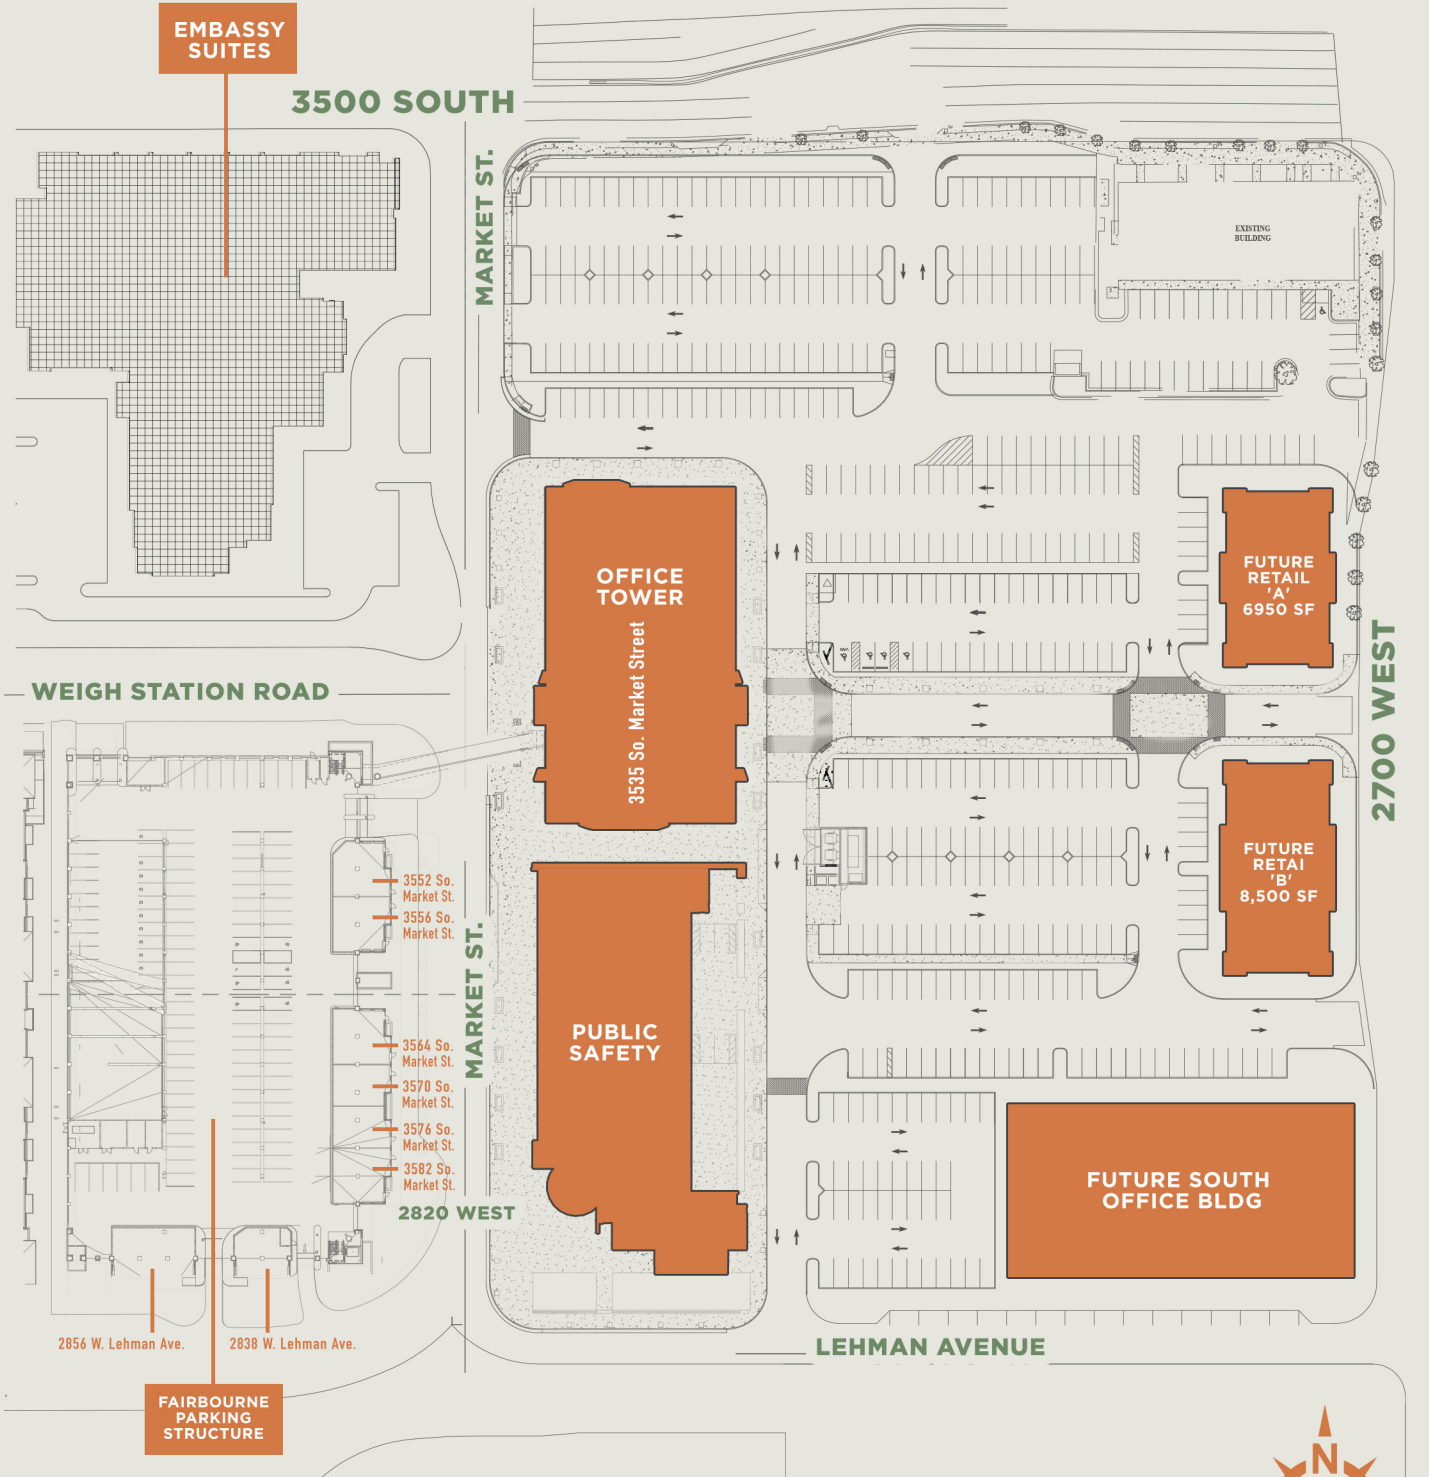 EMBASSY
SUITES
3500 SOUTH
MARKET ST.
EXISTING
BUILDING
OFFICE
TOWER
3535 So. Market Street
FUTURE
RETAIL
'A'
6950 SF
2700 WEST
WEIGH STATION ROAD
FUTURE
RETAI
'B'
8,500 SF
3552 So.
Market St.
3556 So.
Market St.
MARKET ST.
3564 So.
Market St.
3570 So.
Market St.
3576 So.
Market St.
3582 So.
Market St.
2820 WEST
PUBLIC
SAFETY
FUTURE SOUTH
OFFICE BLDG
2856 W. Lehman Ave.
2838 W. Lehman Ave.
LEHMAN AVENUE
FAIRBOURNE
PARKING
STRUCTURE
N